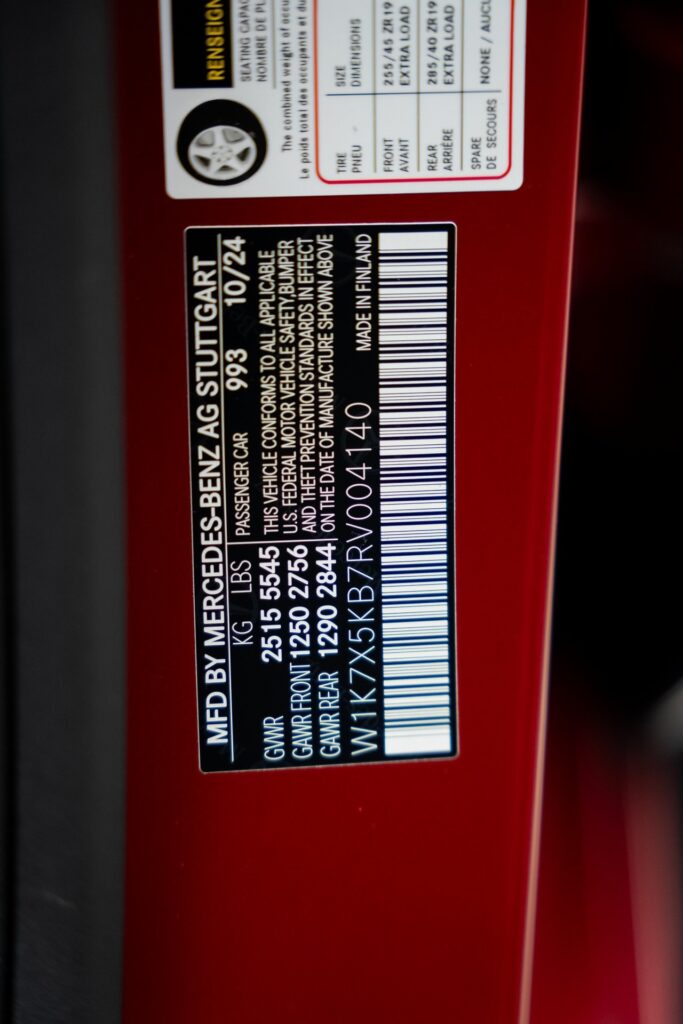 RENSEIGN
SEATING CAPAC
NOMBRE DE PL
The combined weight of occu
Le poids total des occupants et du
TIRE SIZE
PNEU DIMENSIONS
FRONT 255/45 ZR19
AVANT EXTRA LOAD
REAR 285/40 ZR19
ARRIÈRE EXTRA LOAD
SPARE NONE / AUCU
DE SECOURS
MFD BY MERCEDES-BENZ AG STUTTGART
KG LBS PASSENGER CAR 993 10/24
GVWR 2515 5545 THIS VEHICLE CONFORMS TO ALL APPLICABLE
U.S. FEDERAL MOTOR VEHICLE SAFETY, BUMPER
GAWR FRONT 1250 2756 AND THEFT PREVENTION STANDARDS IN EFFECT
GAWR REAR 1290 2844 ON THE DATE OF MANUFACTURE SHOWN ABOVE
W1K7X5KB7RV004140 MADE IN FINLAND